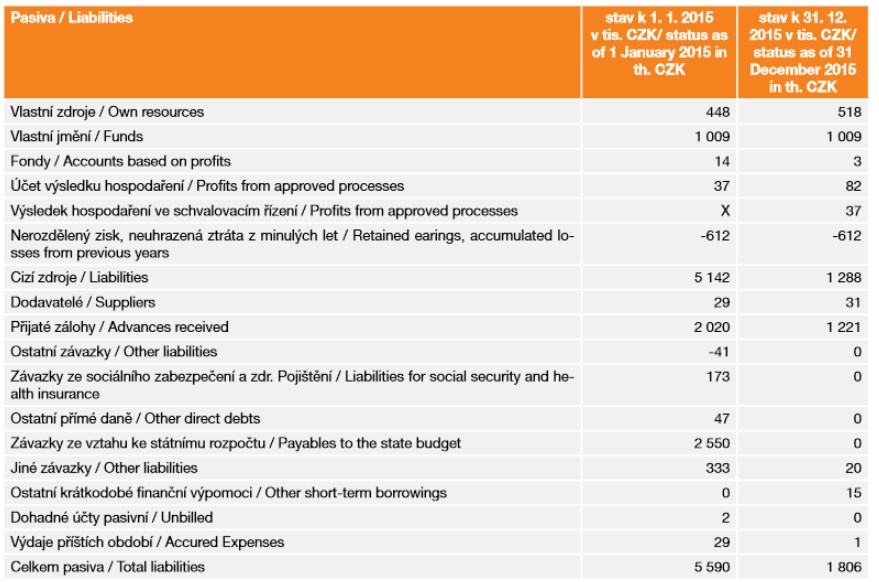 Pasiva / Liabilities
stav k 1. 1. 2015
v tis. CZK/ status as
of 1 January 2015 in
th. CZK
stav k 31. 12.
2015 v tis. CZK/
status as of 31
December 2015
in th. CZK
Vlastní zdroje / Own resources 448 518
Vlastní jmění / Funds 1 009 1 009
Fondy / Accounts based on profits 14 3
Účet výsledku hospodaření / Profits from approved processes 37 82
Výsledek hospodaření ve schvalovacím řízení / Profits from approved processes X 37
Nerozdělený zisk, neuhrazená ztráta z minulých let / Retained earings, accumulated lo- -612 -612
sses from previous years
Cizí zdroje / Liabilities 5 142 1 288
Dodavatelé / Suppliers 29 31
Přijaté zálohy / Advances received 2 020 1 221
Ostatní závazky / Other liabilities -41 0
Závazky ze sociálního zabezpečení a zdr. Pojištění / Liabilities for social security and he- 173 0
alth insurance
Ostatní přímé daně / Other direct debts 47 0
Závazky ze vztahu ke státnímu rozpočtu / Payables to the state budget 2 550 0
Jiné závazky / Other liabilities 333 20
Ostatní krátkodobé finanční výpomoci / Other short-term borrowings 0 15
Dohadné účty pasivní / Unbilled 2 0
Výdaje příštích období / Accured Expenses 29 1
Celkem pasiva / Total liabilities 5 590 1 806